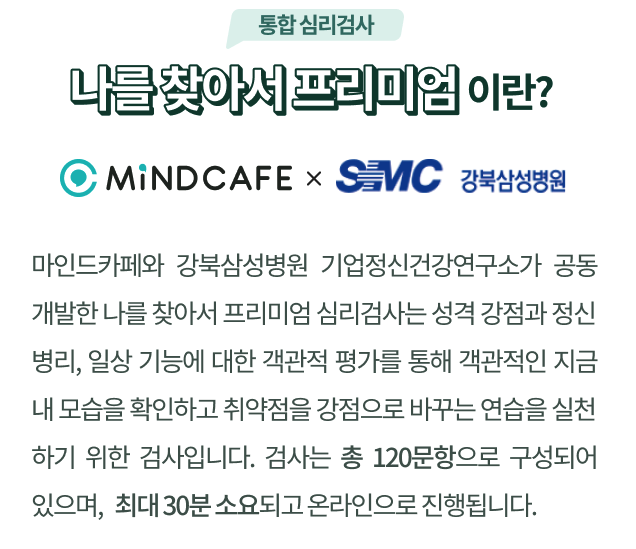 통합 심리검사
나를 찾아서 프리미엄 이란?
MiNDCAFE × SMC 강북삼성병원
마인드카페와 강북삼성병원 기업정신건강연구소가 공동
개발한 나를 찾아서 프리미엄 심리검사는 성격 강점과 정신
병리, 일상 기능에 대한 객관적 평가를 통해 객관적인 지금
내 모습을 확인하고 취약점을 강점으로 바꾸는 연습을 실천
하기 위한 검사입니다. 검사는 총 120문항으로 구성되어
있으며, 최대 30분 소요되고 온라인으로 진행됩니다.